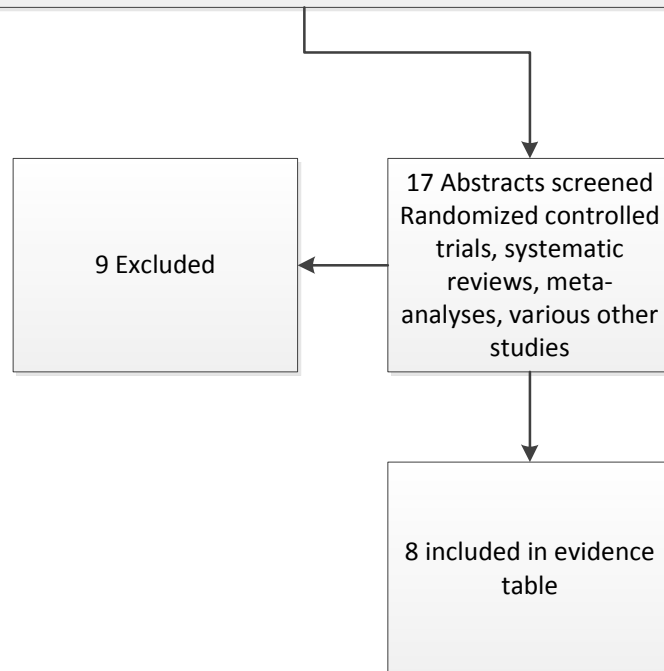 17 Abstracts screened
Randomized controlled
trials, systematic
reviews, meta-
analyses, various other
studies
9 Excluded
8 included in evidence
table